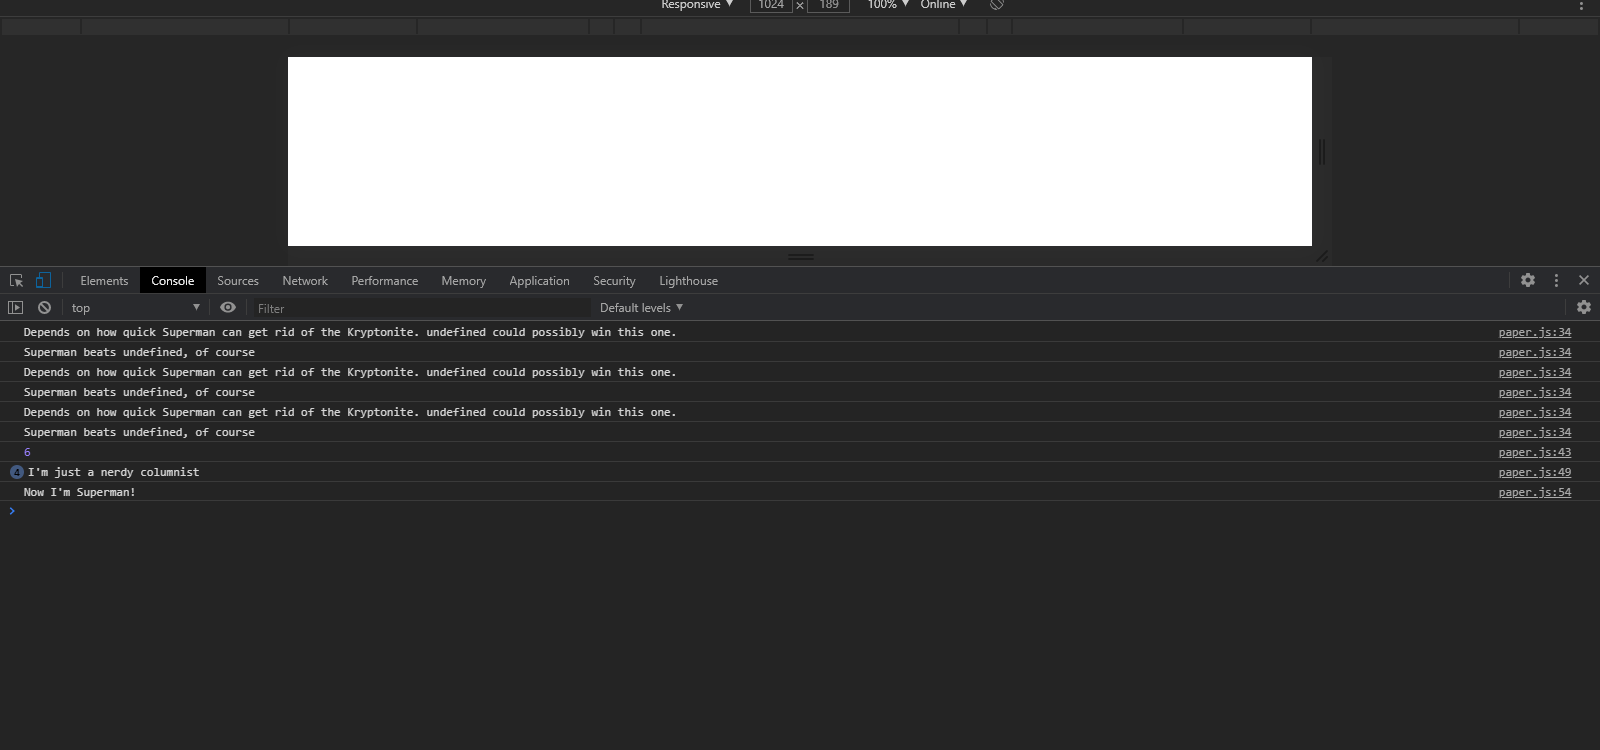 Responsive ▼ 1024 × 189 100% ▼ Online ▼
Elements Console Sources Network Performance Memory Application Security Lighthouse
top ▼ Filter Default levels ▼
Depends on how quick Superman can get rid of the Kryptonite. undefined could possibly win this one. paper.js:34
Superman beats undefined, of course paper.js:34
Depends on how quick Superman can get rid of the Kryptonite. undefined could possibly win this one. paper.js:34
Superman beats undefined, of course paper.js:34
Depends on how quick Superman can get rid of the Kryptonite. undefined could possibly win this one. paper.js:34
Superman beats undefined, of course paper.js:34
6 paper.js:43
4 I'm just a nerdy columnist paper.js:49
Now I'm Superman! paper.js:54